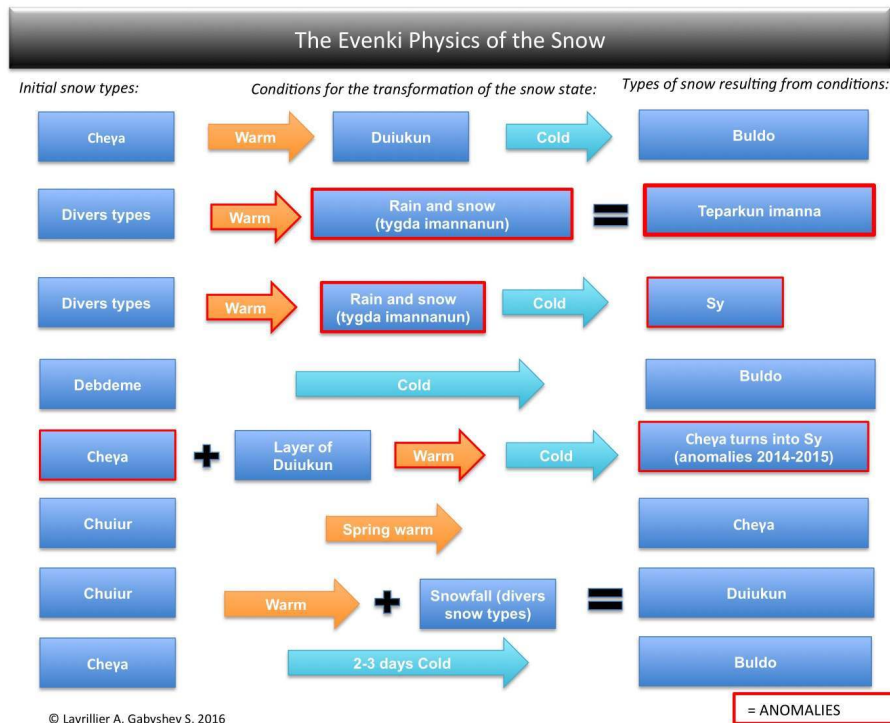 The Evenki Physics of the Snow
Initial snow types:
Conditions for the transformation of the snow state:
Types of snow resulting from conditions:
Cheya
Warm
Duiukun
Cold
Buldo
Divers types
Warm
Rain and snow
(tygda imannanun)
=
Teparkun imanna
Divers types
Warm
Rain and snow
(tygda imannanun)
Cold
Sy
Debdeme
Cold
Buldo
Cheya
+
Layer of
Duiukun
Warm
Cold
Cheya turns into Sy
(anomalies 2014-2015)
Chuiur
Spring warm
Cheya
Chuiur
Warm
+
Snowfall (divers
snow types)
=
Duiukun
Cheya
2-3 days Cold
Buldo
© Lavrillier A. Gabyshev S. 2016
= ANOMALIES